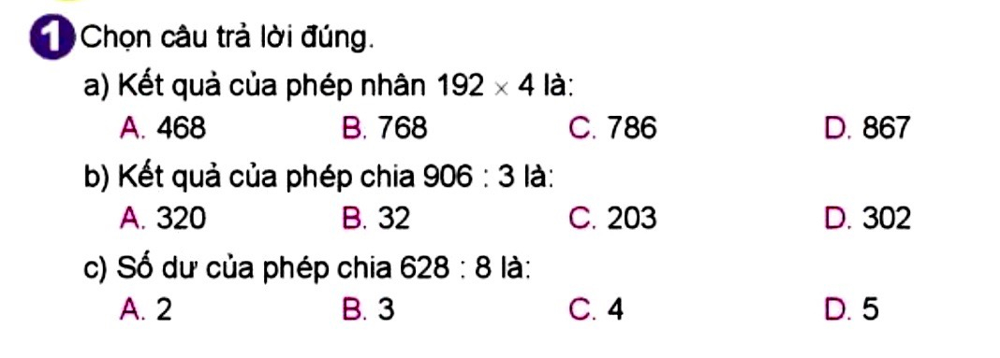 1 Chọn câu trả lời đúng.
a) Kết quả của phép nhân 192 × 4 là:
A. 468 B. 768 C. 786 D. 867
b) Kết quả của phép chia 906 : 3 là:
A. 320 B. 32 C. 203 D. 302
c) Số dư của phép chia 628 : 8 là:
A. 2 B. 3 C. 4 D. 5